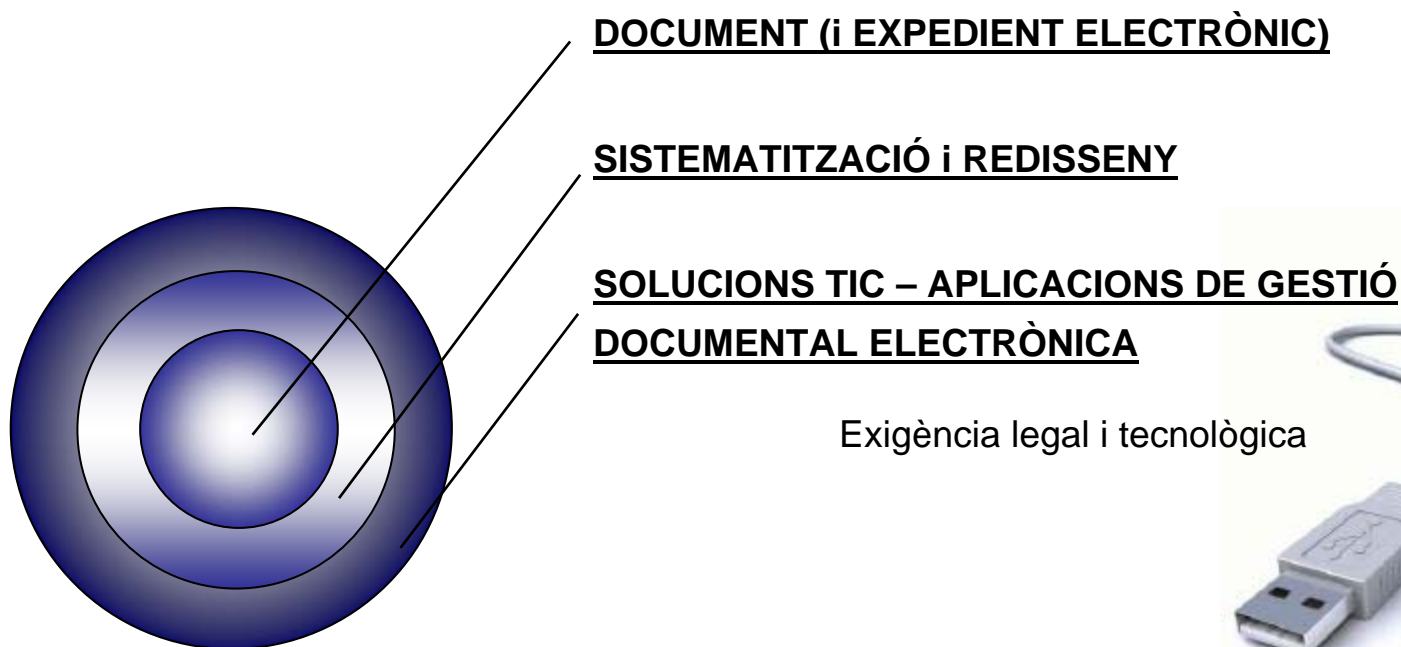 DOCUMENT (i EXPEDIENT ELECTRÒNIC)
SISTEMATITZACIÓ i REDISSENY
SOLUCIONS TIC – APLICACIONS DE GESTIÓ
DOCUMENTAL ELECTRÒNICA
Exigència legal i tecnològica